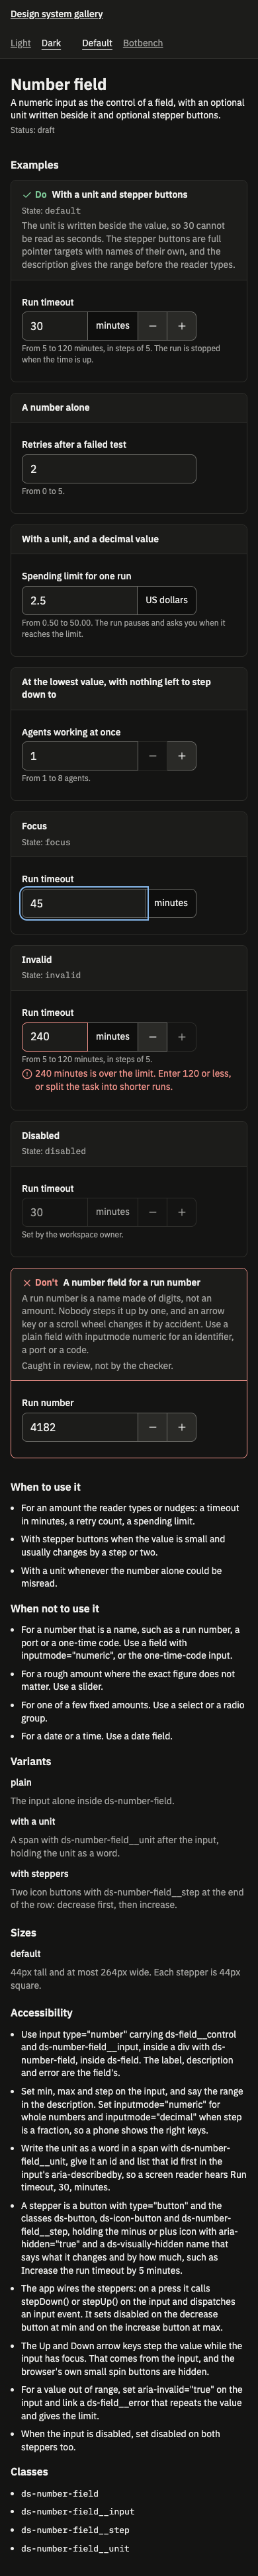 Design system gallery
Light Dark Default Botbench
Number field
A numeric input as the control of a field, with an optional
unit written beside it and optional stepper buttons.
Status: draft
Examples
Do With a unit and stepper buttons
State: default
The unit is written beside the value, so 30 cannot
be read as seconds. The stepper buttons are full
pointer targets with names of their own, and the
description gives the range before the reader types.
Run timeout
30 minutes
From 5 to 120 minutes, in steps of 5. The run is stopped
when the time is up.
A number alone
Retries after a failed test
2
From 0 to 5.
With a unit, and a decimal value
Spending limit for one run
2.5 US dollars
From 0.50 to 50.00. The run pauses and asks you when it
reaches the limit.
At the lowest value, with nothing left to step
down to
Agents working at once
1
From 1 to 8 agents.
Focus
State: focus
Run timeout
45 minutes
Invalid
State: invalid
Run timeout
240 minutes
From 5 to 120 minutes, in steps of 5.
240 minutes is over the limit. Enter 120 or less,
or split the task into shorter runs.
Disabled
State: disabled
Run timeout
30 minutes
Set by the workspace owner.
Don't A number field for a run number
A run number is a name made of digits, not an
amount. Nobody steps it up by one, and an arrow
key or a scroll wheel changes it by accident. Use a
plain field with inputmode numeric for an identifier,
a port or a code.
Caught in review, not by the checker.
Run number
4182
When to use it
• For an amount the reader types or nudges: a timeout
in minutes, a retry count, a spending limit.
• With stepper buttons when the value is small and
usually changes by a step or two.
• With a unit whenever the number alone could be
misread.
When not to use it
• For a number that is a name, such as a run number, a
port or a one-time code. Use a field with
inputmode="numeric", or the one-time-code input.
• For a rough amount where the exact figure does not
matter. Use a slider.
• For one of a few fixed amounts. Use a select or a radio
group.
• For a date or a time. Use a date field.
Variants
plain
The input alone inside ds-number-field.
with a unit
A span with ds-number-field__unit after the input,
holding the unit as a word.
with steppers
Two icon buttons with ds-number-field__step at the end
of the row: decrease first, then increase.
Sizes
default
44px tall and at most 264px wide. Each stepper is 44px
square.
Accessibility
• Use input type="number" carrying ds-field__control
and ds-number-field__input, inside a div with ds-
number-field, inside ds-field. The label, description
and error are the field's.
• Set min, max and step on the input, and say the range
in the description. Set inputmode="numeric" for
whole numbers and inputmode="decimal" when step
is a fraction, so a phone shows the right keys.
• Write the unit as a word in a span with ds-number-
field__unit, give it an id and list that id first in the
input's aria-describedby, so a screen reader hears Run
timeout, 30, minutes.
• A stepper is a button with type="button" and the
classes ds-button, ds-icon-button and ds-number-
field__step, holding the minus or plus icon with aria-
hidden="true" and a ds-visually-hidden name that
says what it changes and by how much, such as
Increase the run timeout by 5 minutes.
• The app wires the steppers: on a press it calls
stepDown() or stepUp() on the input and dispatches
an input event. It sets disabled on the decrease
button at min and on the increase button at max.
• The Up and Down arrow keys step the value while the
input has focus. That comes from the input, and the
browser's own small spin buttons are hidden.
• For a value out of range, set aria-invalid="true" on the
input and link a ds-field__error that repeats the value
and gives the limit.
• When the input is disabled, set disabled on both
steppers too.
Classes
• ds-number-field
• ds-number-field__input
• ds-number-field__step
• ds-number-field__unit